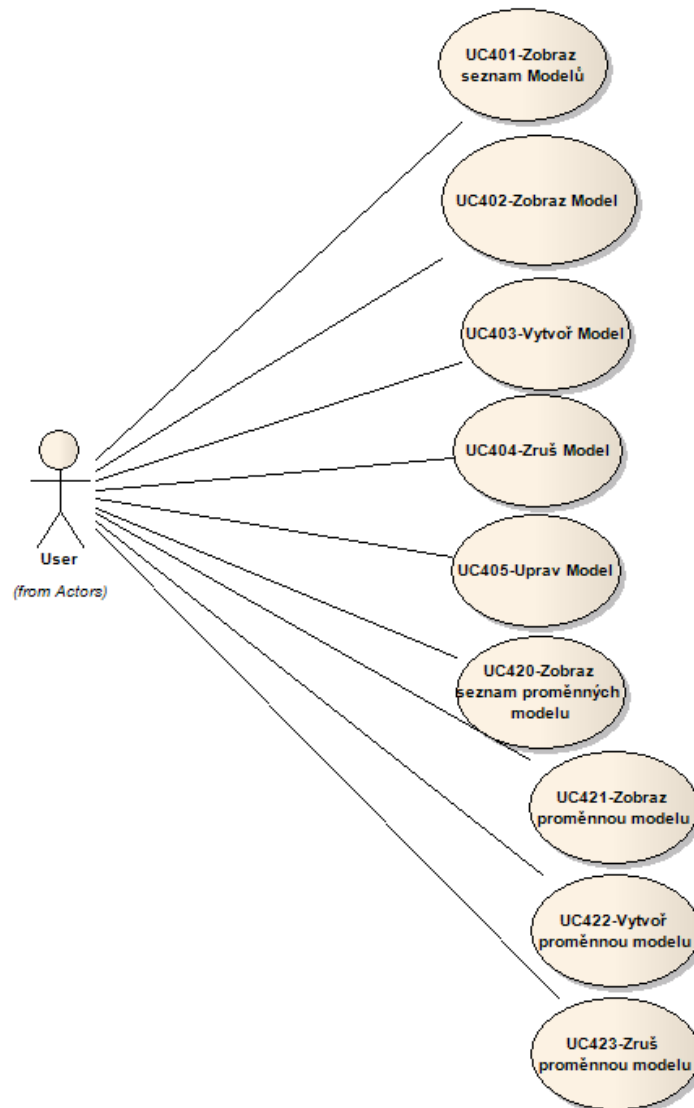 UC401-Zobraz
seznam Modelů
UC402-Zobraz Model
UC403-Vytvoř Model
UC404-Zruš Model
User
(from Actors)
UC405-Uprav Model
UC420-Zobraz
seznam proměnných
modelu
UC421-Zobraz
proměnnou modelu
UC422-Vytvoř
proměnnou modelu
UC423-Zruš
proměnnou modelu